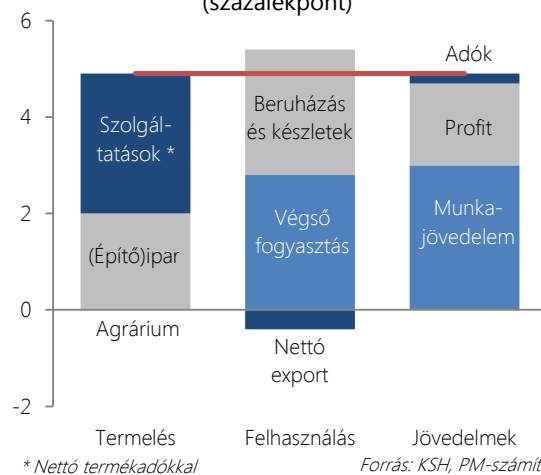 (százalékpont)
6
4
2
0
-2
Szolgál-
tatások *
(Építő)ipar
Agrárium
Beruházás
és készletek
Végső
fogyasztás
Nettó
export
Adók
Profit
Munka-
jövedelem
Termelés Felhasználás Jövedelmek
* Nettó termékadókkal Forrás: KSH, PM-számít